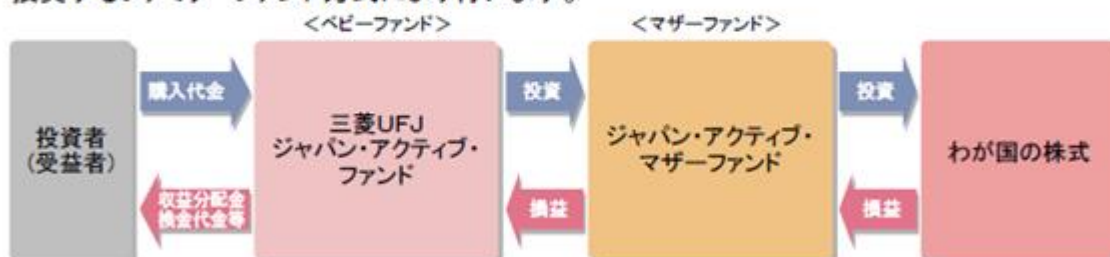 <ベビーファンド>
<マザーファンド>
投資者
(受益者)
購入代金
収益分配金
換金代金等
三菱UFJ
ジャパン・アクティブ・
ファンド
投資
損益
ジャパン・アクティブ・
マザーファンド
投資
損益
わが国の株式